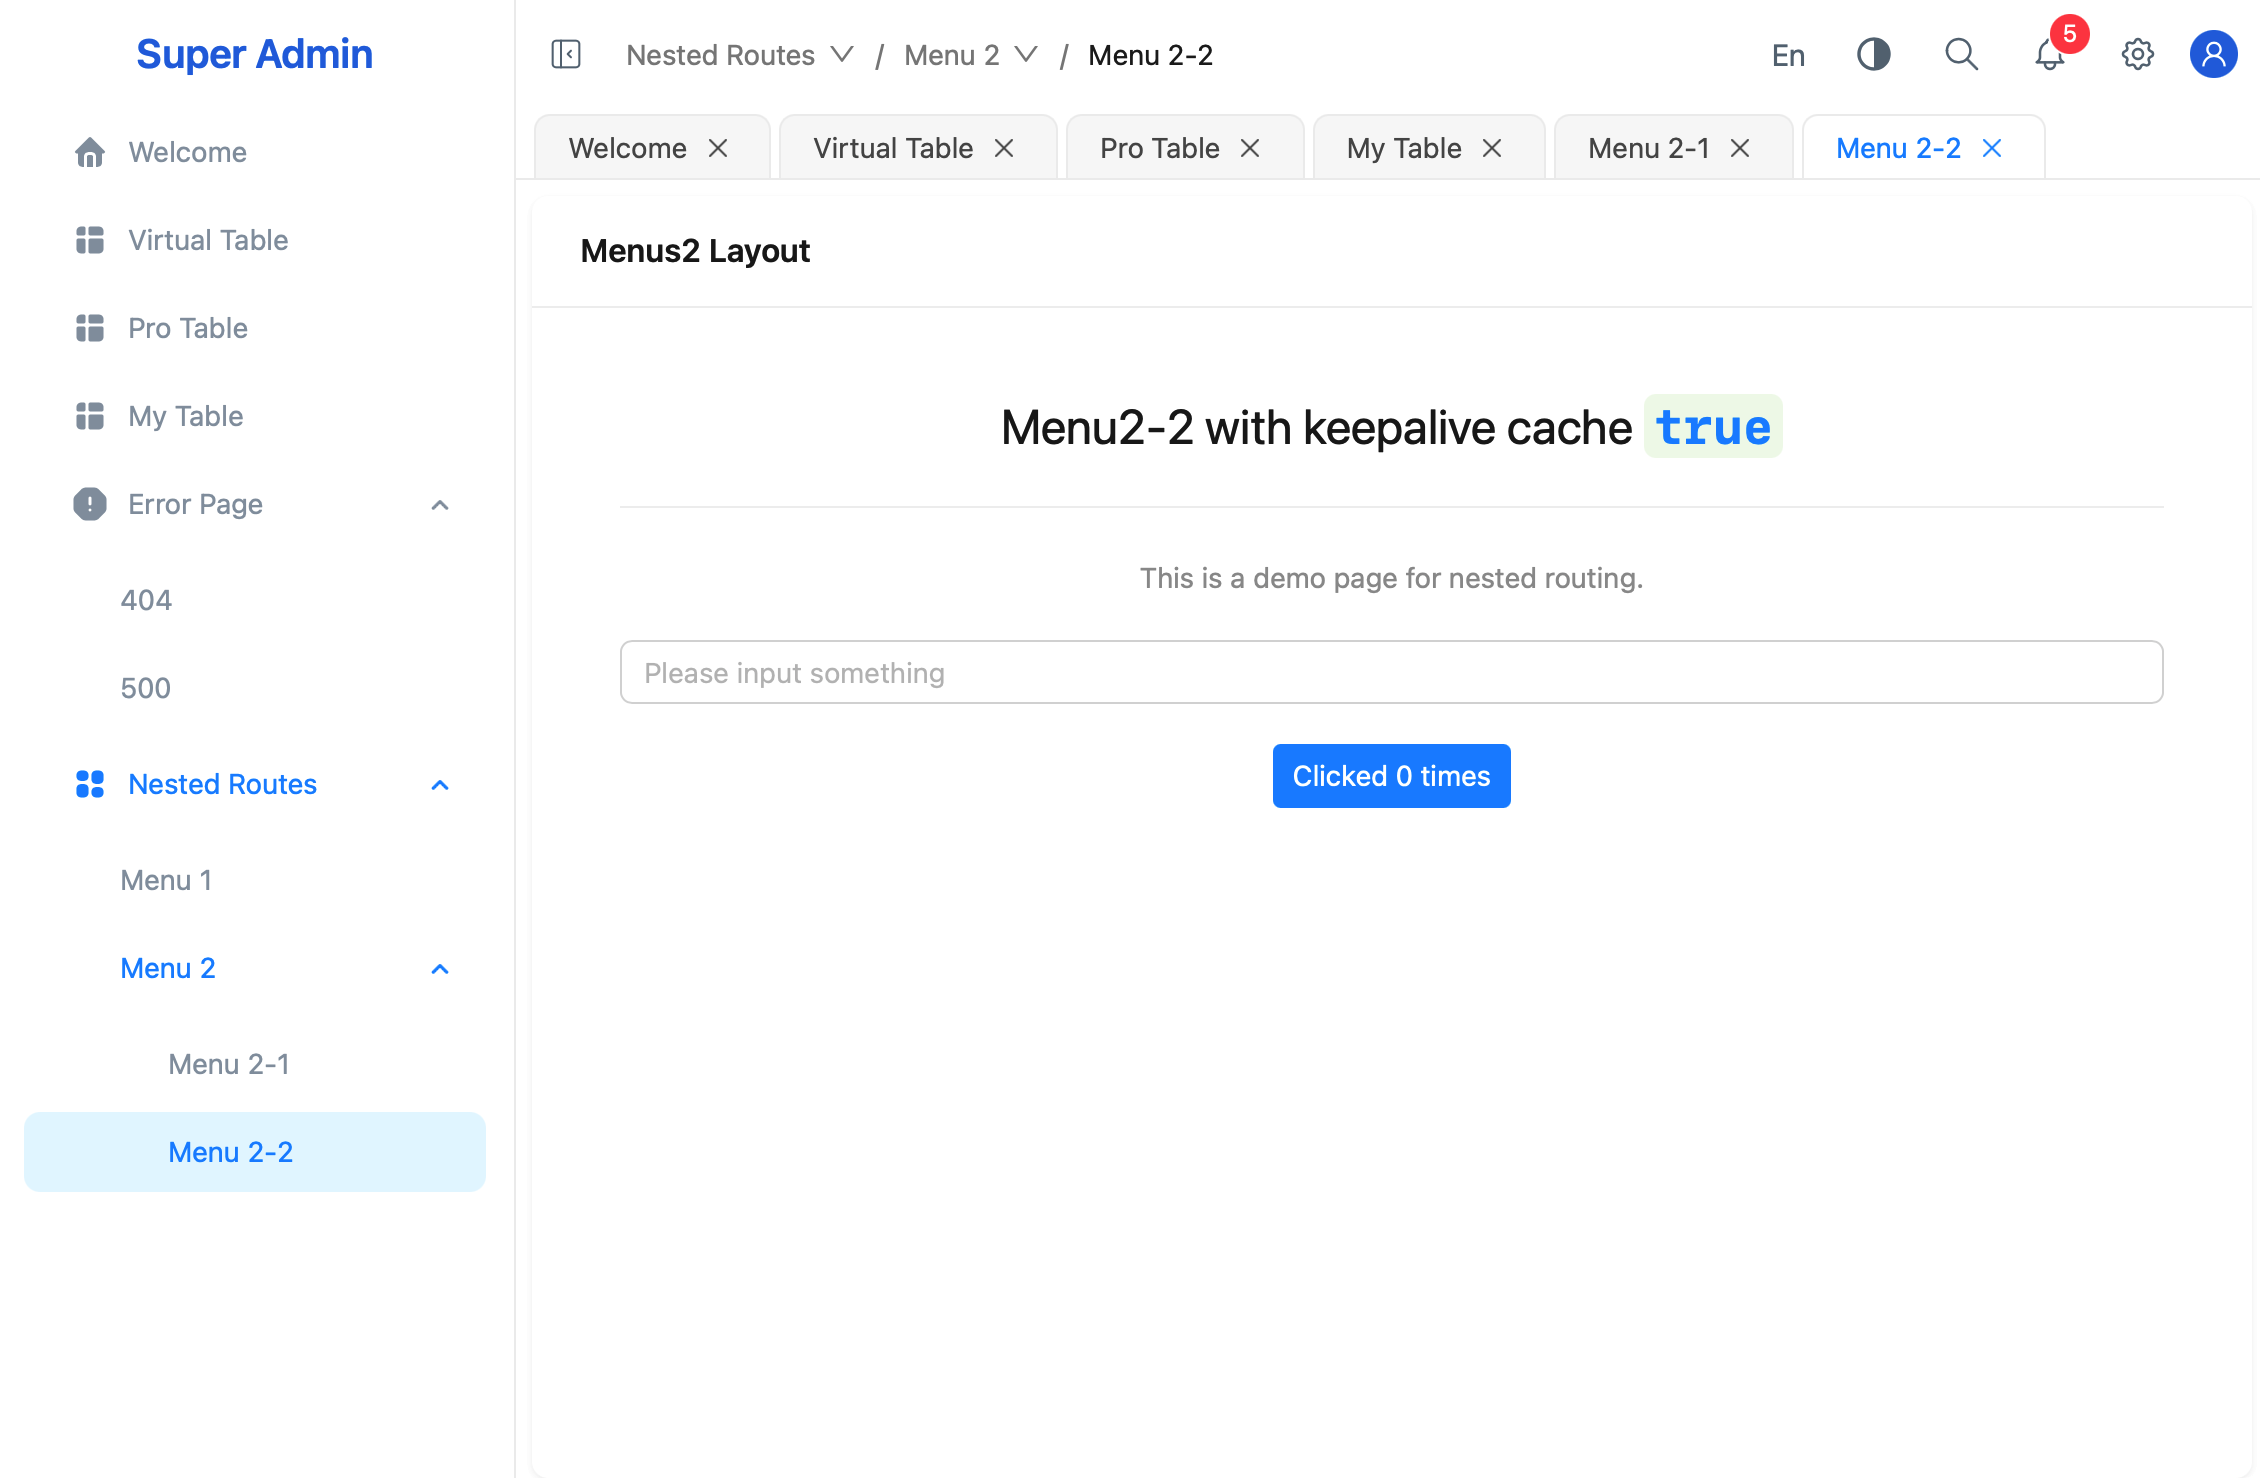 Super Admin
Welcome
Virtual Table
Pro Table
My Table
Error Page
404
500
Nested Routes
Menu 1
Menu 2
Menu 2-1
Menu 2-2
Nested Routes / Menu 2 / Menu 2-2
En
5
Welcome
Virtual Table
Pro Table
My Table
Menu 2-1
Menu 2-2
Menus2 Layout
Menu2-2 with keepalive cache true
This is a demo page for nested routing.
Please input something
Clicked 0 times